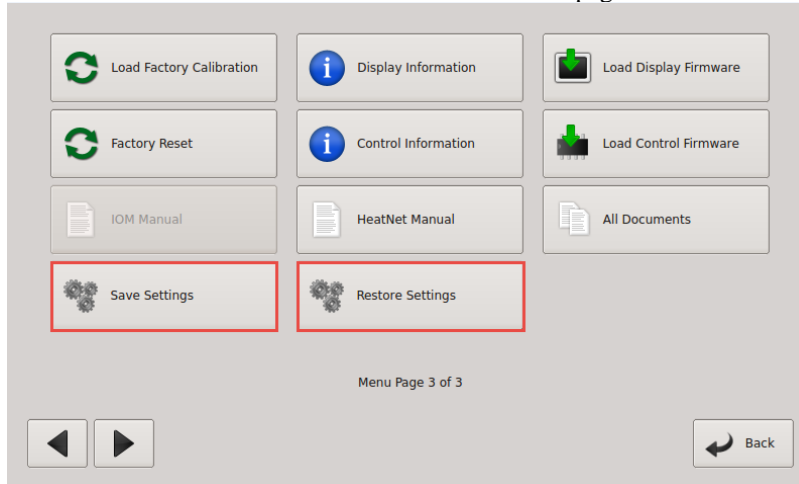 Load Factory Calibration
Display Information
Load Display Firmware
Factory Reset
Control Information
Load Control Firmware
IOM Manual
HeatNet Manual
All Documents
Save Settings
Restore Settings
Menu Page 3 of 3
Back